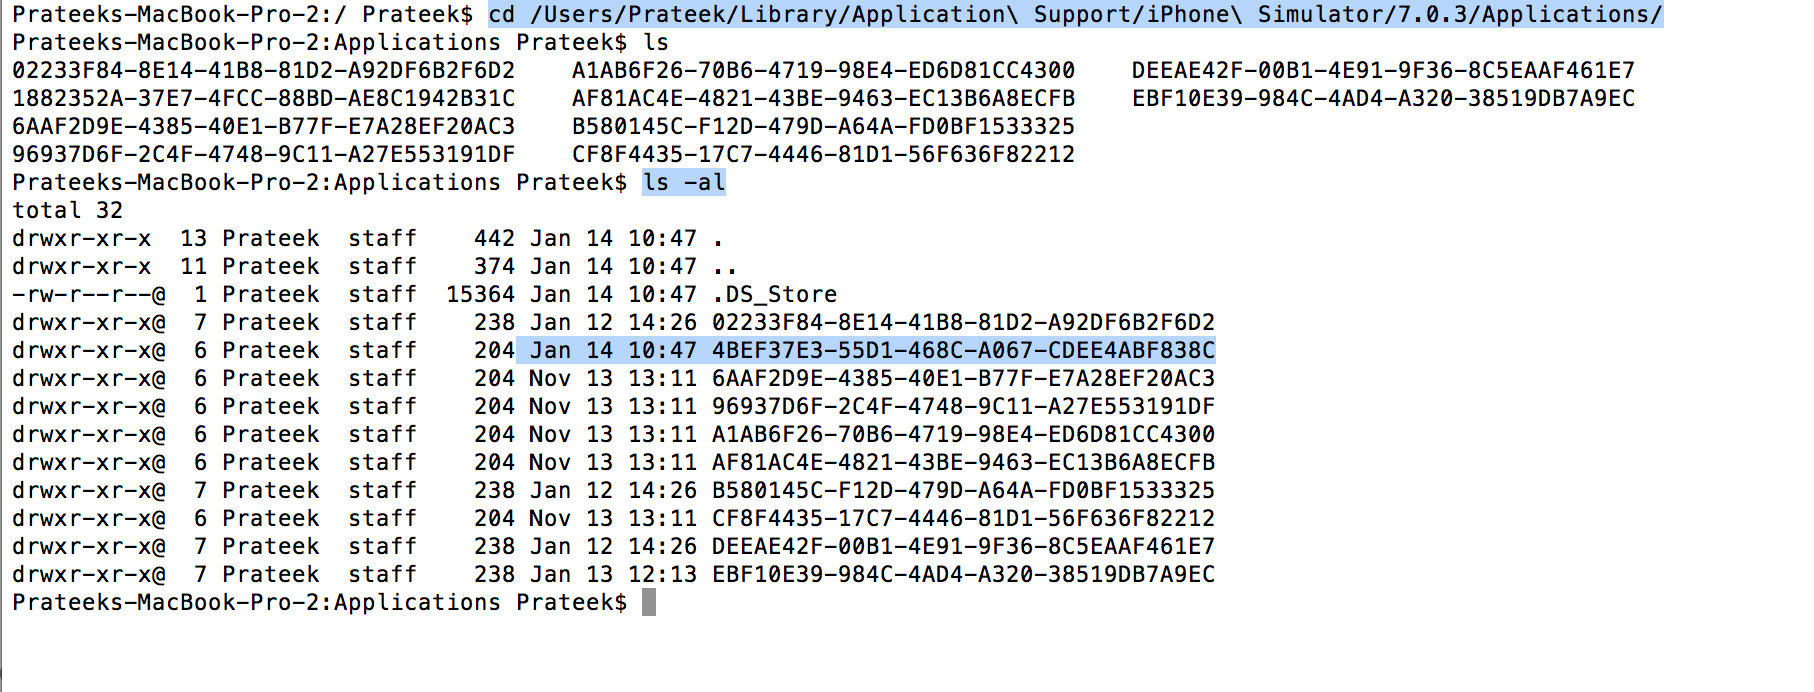 Prateeks-MacBook-Pro-2:/ Prateek$ cd /Users/Prateek/Library/Application\ Support/iPhone\ Simulator/7.0.3/Applications/
Prateeks-MacBook-Pro-2:Applications Prateek$ ls
02233F84-8E14-41B8-81D2-A92DF6B2F6D2    A1AB6F26-70B6-4719-98E4-ED6D81CC4300    DEEAE42F-00B1-4E91-9F36-8C5EAAF461E7
1882352A-37E7-4FCC-88BD-AE8C1942B31C    AF81AC4E-4821-43BE-9463-EC13B6A8ECFB    EBF10E39-984C-4AD4-A320-38519DB7A9EC
6AAF2D9E-4385-40E1-B77F-E7A28EF20AC3    B580145C-F12D-479D-A64A-FD0BF1533325
96937D6F-2C4F-4748-9C11-A27E553191DF    CF8F4435-17C7-4446-81D1-56F636F82212
Prateeks-MacBook-Pro-2:Applications Prateek$ ls -al
total 32
drwxr-xr-x  13 Prateek  staff    442 Jan 14 10:47 .
drwxr-xr-x  11 Prateek  staff    374 Jan 14 10:47 ..
-rw-r--r--@  1 Prateek  staff  15364 Jan 14 10:47 .DS_Store
drwxr-xr-x@  7 Prateek  staff    238 Jan 12 14:26 02233F84-8E14-41B8-81D2-A92DF6B2F6D2
drwxr-xr-x@  6 Prateek  staff    204 Jan 14 10:47 4BEF37E3-55D1-468C-A067-CDEE4ABF838C
drwxr-xr-x@  6 Prateek  staff    204 Nov 13 13:11 6AAF2D9E-4385-40E1-B77F-E7A28EF20AC3
drwxr-xr-x@  6 Prateek  staff    204 Nov 13 13:11 96937D6F-2C4F-4748-9C11-A27E553191DF
drwxr-xr-x@  6 Prateek  staff    204 Nov 13 13:11 A1AB6F26-70B6-4719-98E4-ED6D81CC4300
drwxr-xr-x@  6 Prateek  staff    204 Nov 13 13:11 AF81AC4E-4821-43BE-9463-EC13B6A8ECFB
drwxr-xr-x@  7 Prateek  staff    238 Jan 12 14:26 B580145C-F12D-479D-A64A-FD0BF1533325
drwxr-xr-x@  6 Prateek  staff    204 Nov 13 13:11 CF8F4435-17C7-4446-81D1-56F636F82212
drwxr-xr-x@  7 Prateek  staff    238 Jan 12 14:26 DEEAE42F-00B1-4E91-9F36-8C5EAAF461E7
drwxr-xr-x@  7 Prateek  staff    238 Jan 13 12:13 EBF10E39-984C-4AD4-A320-38519DB7A9EC
Prateeks-MacBook-Pro-2:Applications Prateek$